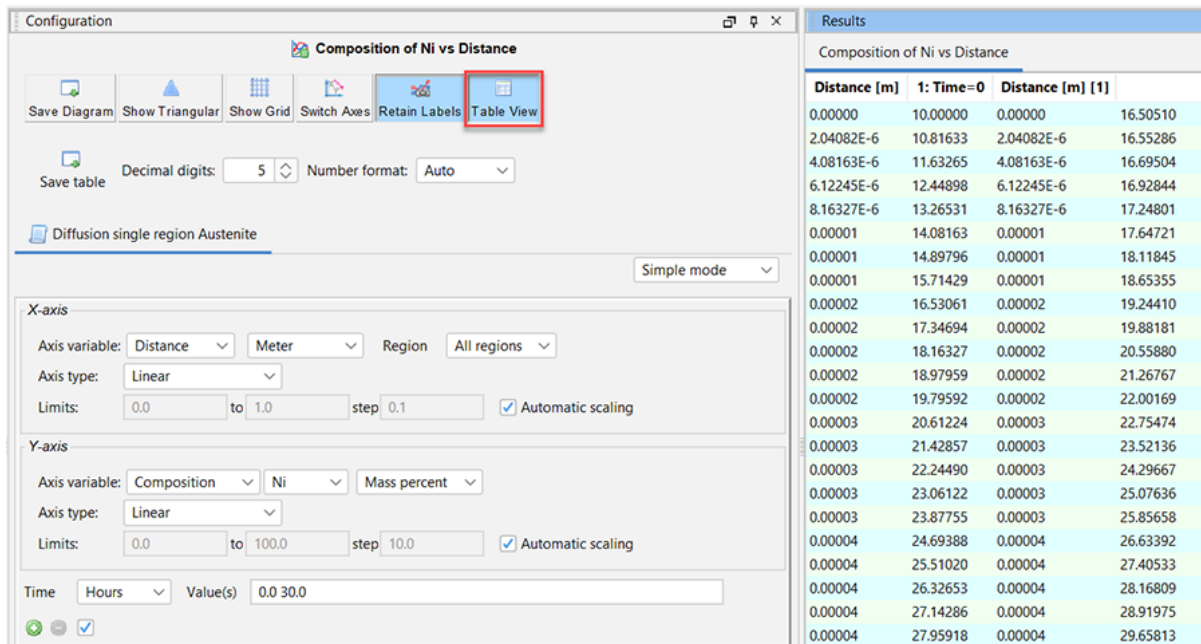 Configuration
Composition of Ni vs Distance
Save Diagram Show Triangular Show Grid Switch Axes Retain Labels Table View
Save table Decimal digits: 5 Number format: Auto
Diffusion single region Austenite
Simple mode
X-axis
Axis variable: Distance Meter Region All regions
Axis type: Linear
Limits: 0.0 to 1.0 step 0.1 Automatic scaling
Y-axis
Axis variable: Composition Ni Mass percent
Axis type: Linear
Limits: 0.0 to 100.0 step 10.0 Automatic scaling
Time Hours Value(s) 0.0 30.0
Results
Composition of Ni vs Distance
Distance [m] 1: Time=0 Distance [m] [1]
0.00000 10.00000 0.00000 16.50510
2.04082E-6 10.81633 2.04082E-6 16.55286
4.08163E-6 11.63265 4.08163E-6 16.69504
6.12245E-6 12.44898 6.12245E-6 16.92844
8.16327E-6 13.26531 8.16327E-6 17.24801
0.00001 14.08163 0.00001 17.64721
0.00001 14.89796 0.00001 18.11845
0.00001 15.71429 0.00001 18.65355
0.00002 16.53061 0.00002 19.24410
0.00002 17.34694 0.00002 19.88181
0.00002 18.16327 0.00002 20.55880
0.00002 18.97959 0.00002 21.26767
0.00002 19.79592 0.00002 22.00169
0.00003 20.61224 0.00003 22.75474
0.00003 21.42857 0.00003 23.52136
0.00003 22.24490 0.00003 24.29667
0.00003 23.06122 0.00003 25.07636
0.00003 23.87755 0.00003 25.85658
0.00004 24.69388 0.00004 26.63392
0.00004 25.51020 0.00004 27.40533
0.00004 26.32653 0.00004 28.16809
0.00004 27.14286 0.00004 28.91975
0.00004 27.95918 0.00004 29.65813